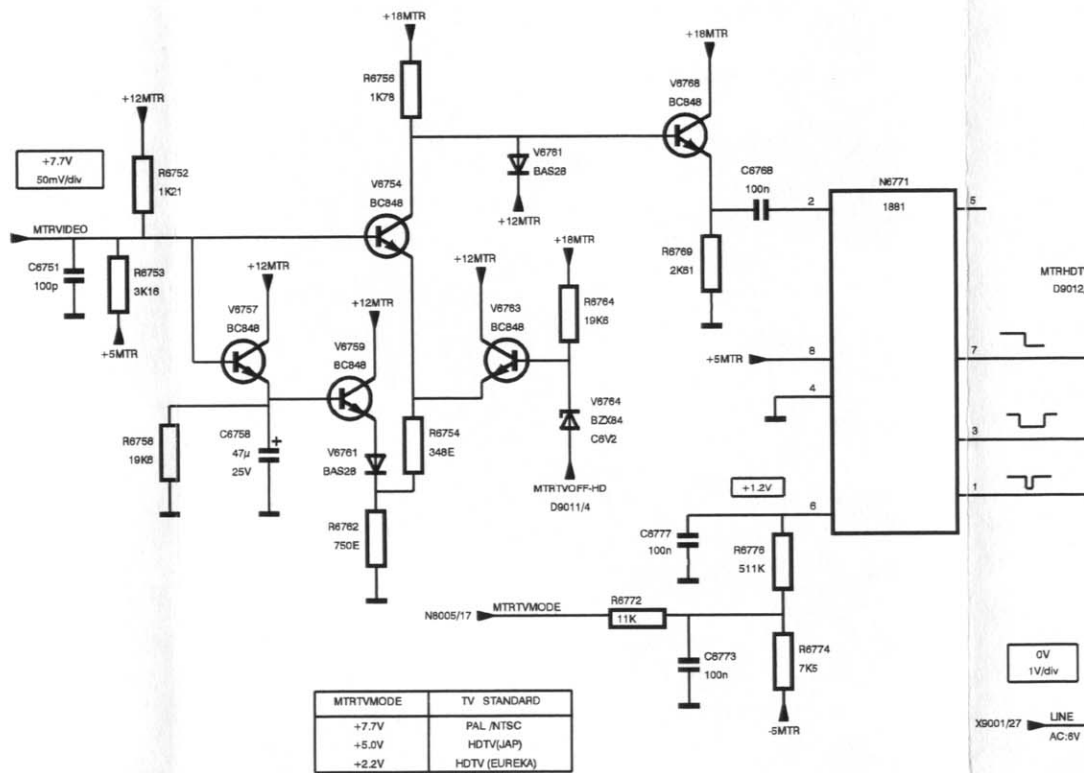 +18MTR
+18MTR
R6756
1K78
V6768
BC848
+12MTR
+7.7V
50mV/div
R6752
1K21
V6761
BAS28
C6768
100n
N6771
1881
V6754
BC848
2
5
+12MTR
MTRVIDEO
+18MTR
C6751
100p
R6753
3K16
+12MTR
+12MTR
R6769
2K61
MTRHDT
D9012
V6757
BC848
+12MTR
V6763
BC848
R6764
19K6
+5MTR
V6759
BC848
+5MTR
8
7
4
V6764
BZX84
C6V2
R6758
19K6
C6758
47µ
25V
+
R6754
348E
V6761
BAS28
3
MTRTVOFF-HD
D9011/4
+1.2V
1
6
R6762
750E
C6777
100n
R6776
511K
N8005/17
MTRTVMODE
R6772
11K
C6773
100n
R6774
7K5
0V
1V/div
-5MTR
MTRTVMODE TV STANDARD
+7.7V PAL /NTSC
+5.0V HDTV(JAP)
+2.2V HDTV (EUREKA)
X9001/27
LINE
AC:6V